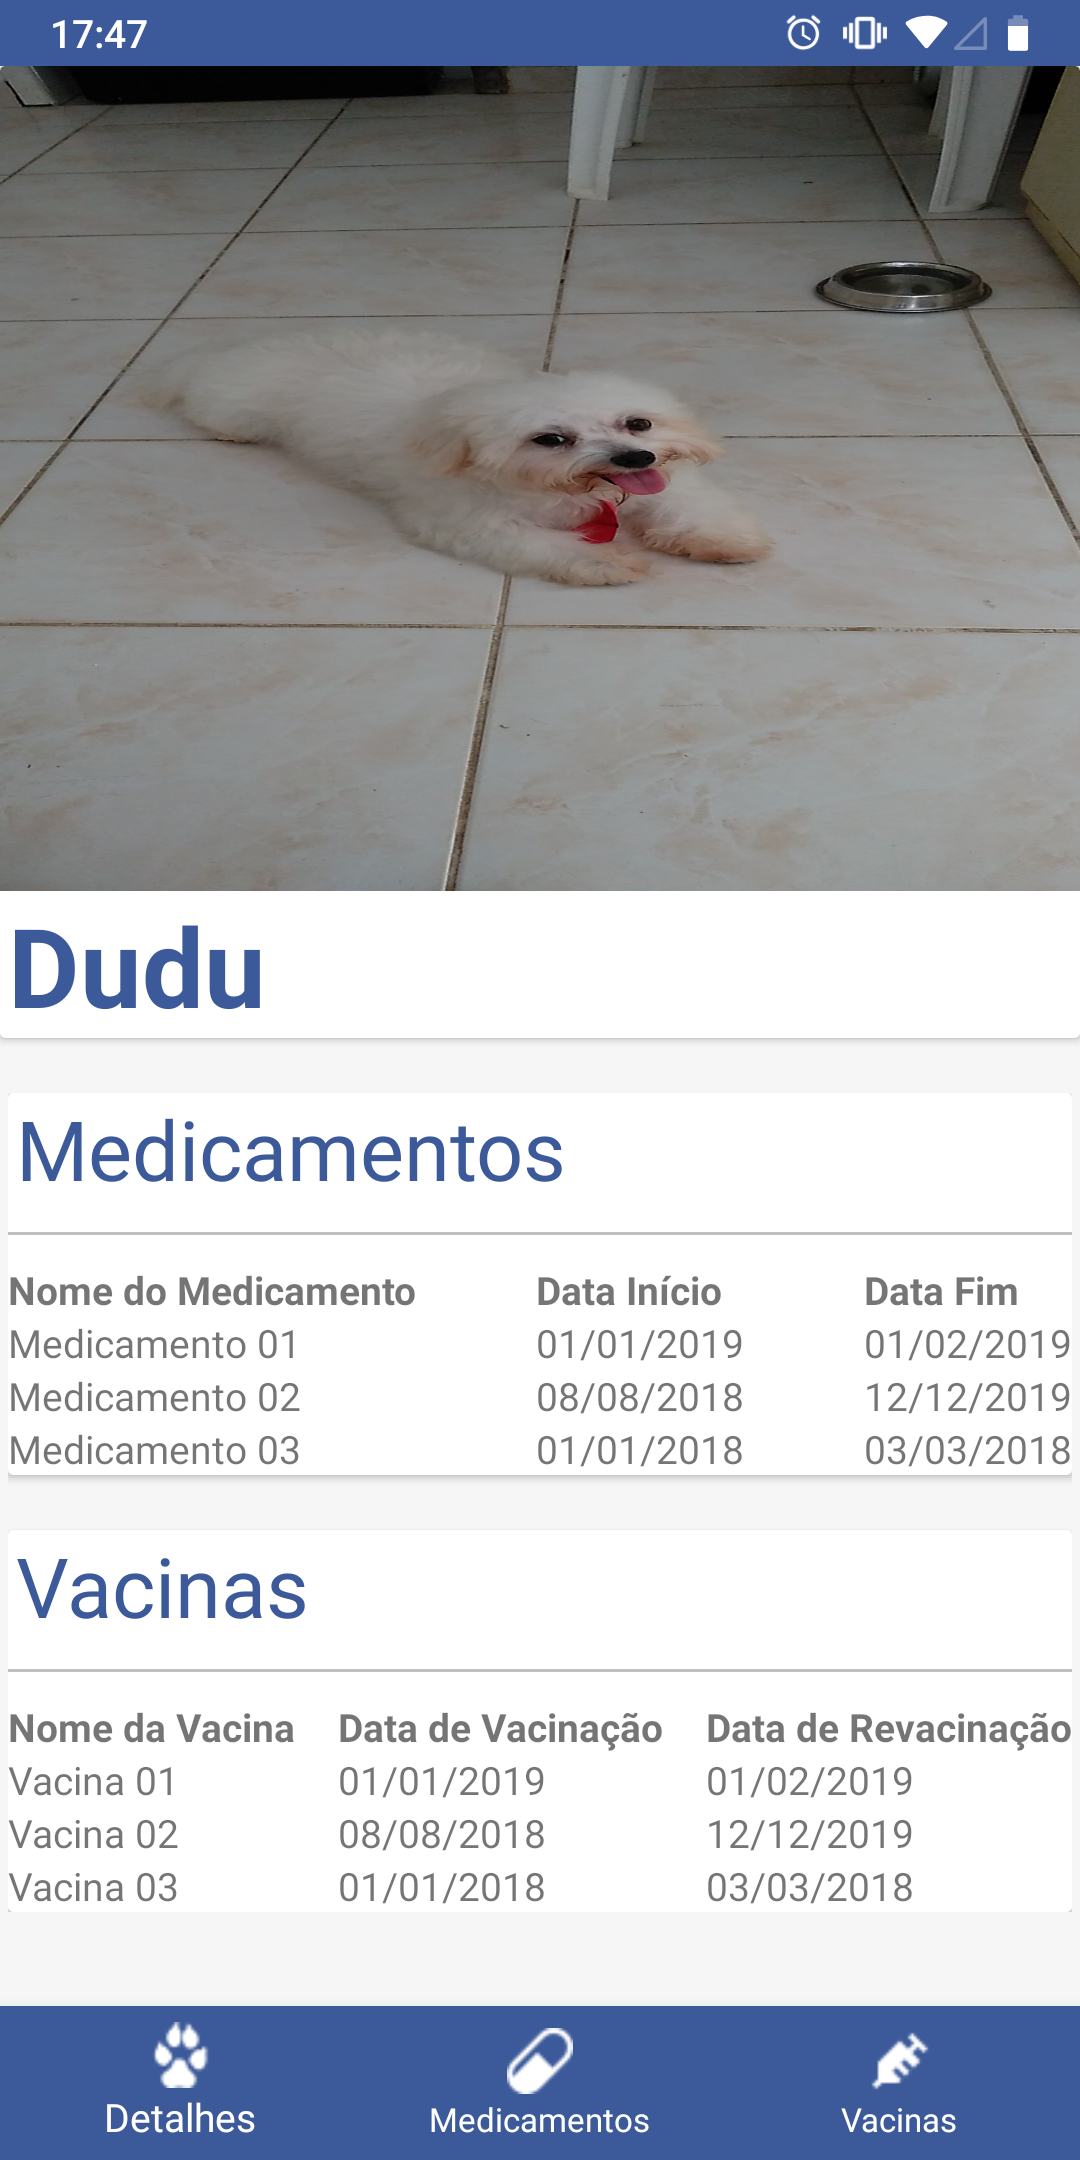 17:47
Dudu
Medicamentos
Nome do Medicamento Data Início Data Fim
Medicamento 01 01/01/2019 01/02/2019
Medicamento 02 08/08/2018 12/12/2019
Medicamento 03 01/01/2018 03/03/2018
Vacinas
Nome da Vacina Data de Vacinação Data de Revacinação
Vacina 01 01/01/2019 01/02/2019
Vacina 02 08/08/2018 12/12/2019
Vacina 03 01/01/2018 03/03/2018
Detalhes Medicamentos Vacinas